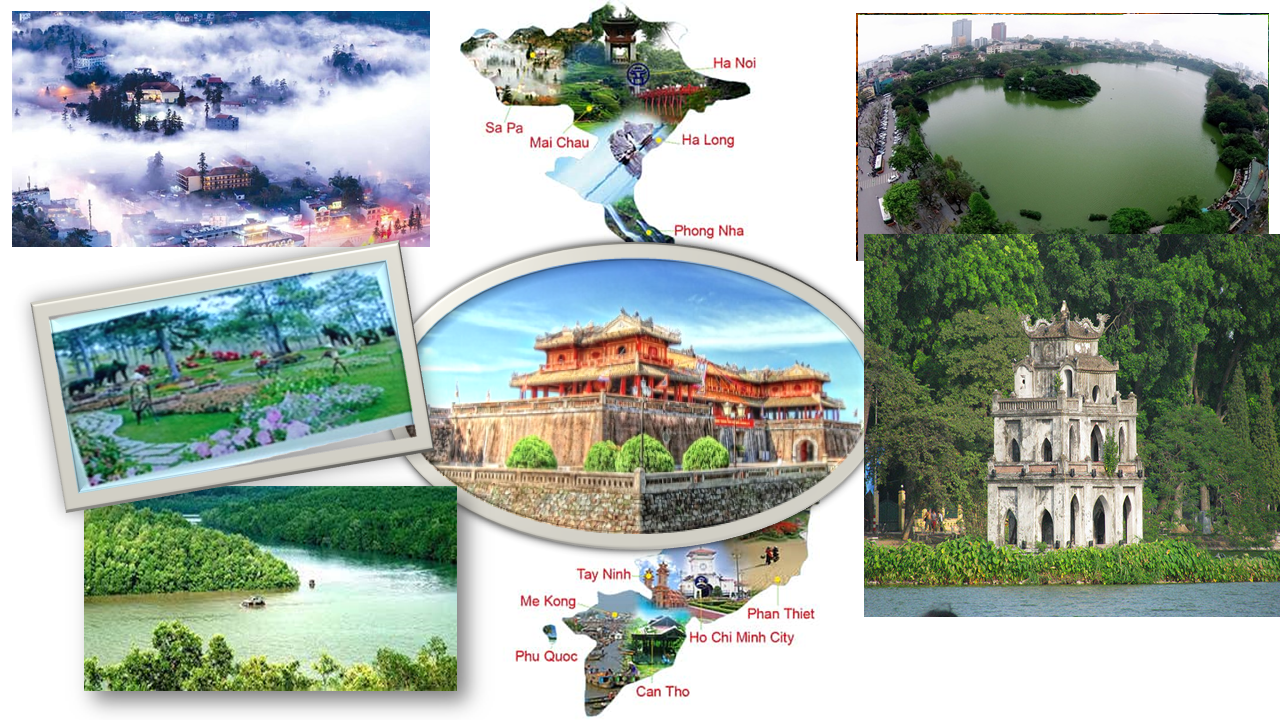 Ha Noi
Sa Pa
Mai Chau
Ha Long
Phong Nha
Tay Ninh
Me Kong
Phan Thiet
Ho Chi Minh City
Phu Quoc
Can Tho